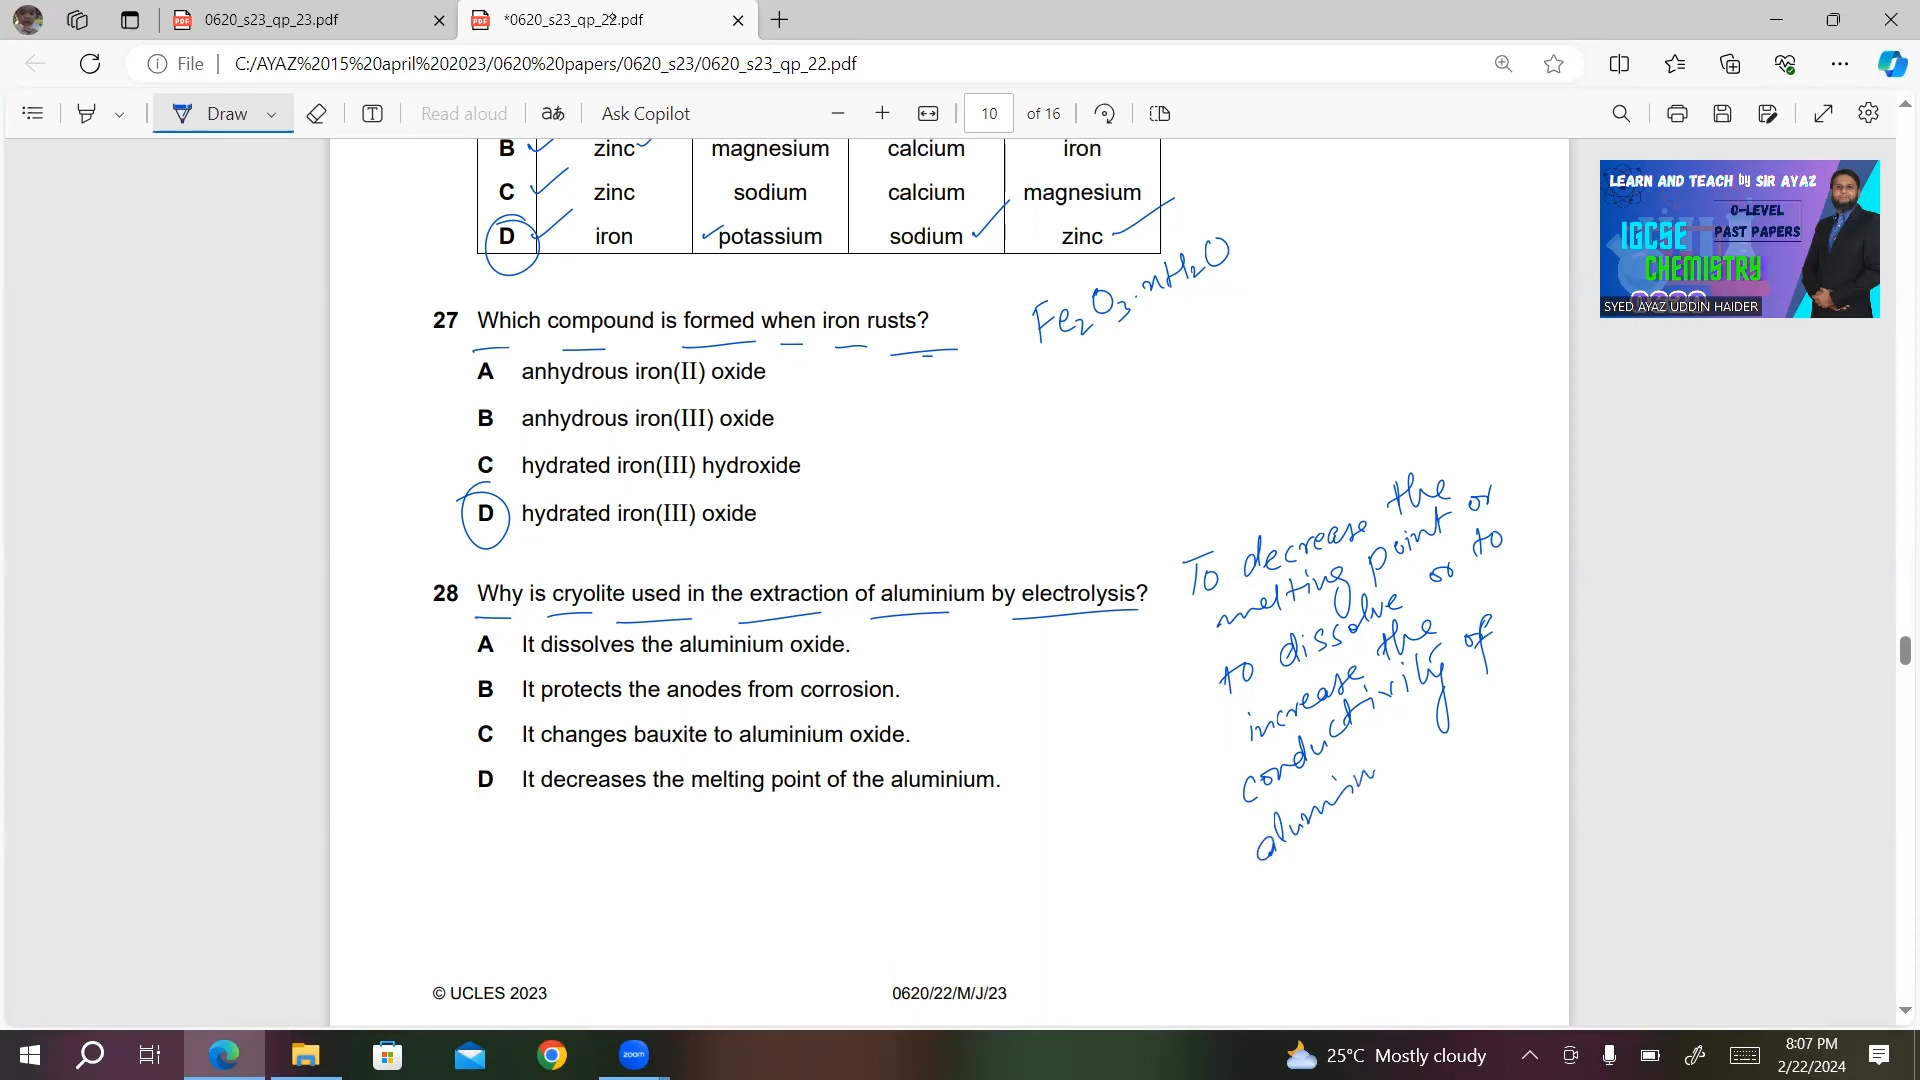 0620_s23_qp_23.pdf
*0620_s23_qp_22.pdf
File
C:/AYAZ%2015%20april%202023/0620%20papers/0620_s23/0620_s23_qp_22.pdf
Draw
Read aloud
Ask Copilot
10 of 16
B zinc magnesium calcium iron
C zinc sodium calcium magnesium
D iron potassium sodium zinc
Fe2O3.nH2O
27 Which compound is formed when iron rusts?
A anhydrous iron(II) oxide
B anhydrous iron(III) oxide
C hydrated iron(III) hydroxide
D hydrated iron(III) oxide
28 Why is cryolite used in the extraction of aluminium by electrolysis?
A It dissolves the aluminium oxide.
B It protects the anodes from corrosion.
C It changes bauxite to aluminium oxide.
D It decreases the melting point of the aluminium.
To decrease the
melting point or or
to dissolve or to
increase the
conductivity of
alumin
© UCLES 2023 0620/22/M/J/23
LEARN AND TEACH by SIR AYAZ
O-LEVEL
PAST PAPERS
IGCSE
CHEMISTRY
0620
SYED AYAZ UDDIN HAIDER
zoom
25°C Mostly cloudy
8:07 PM
2/22/2024